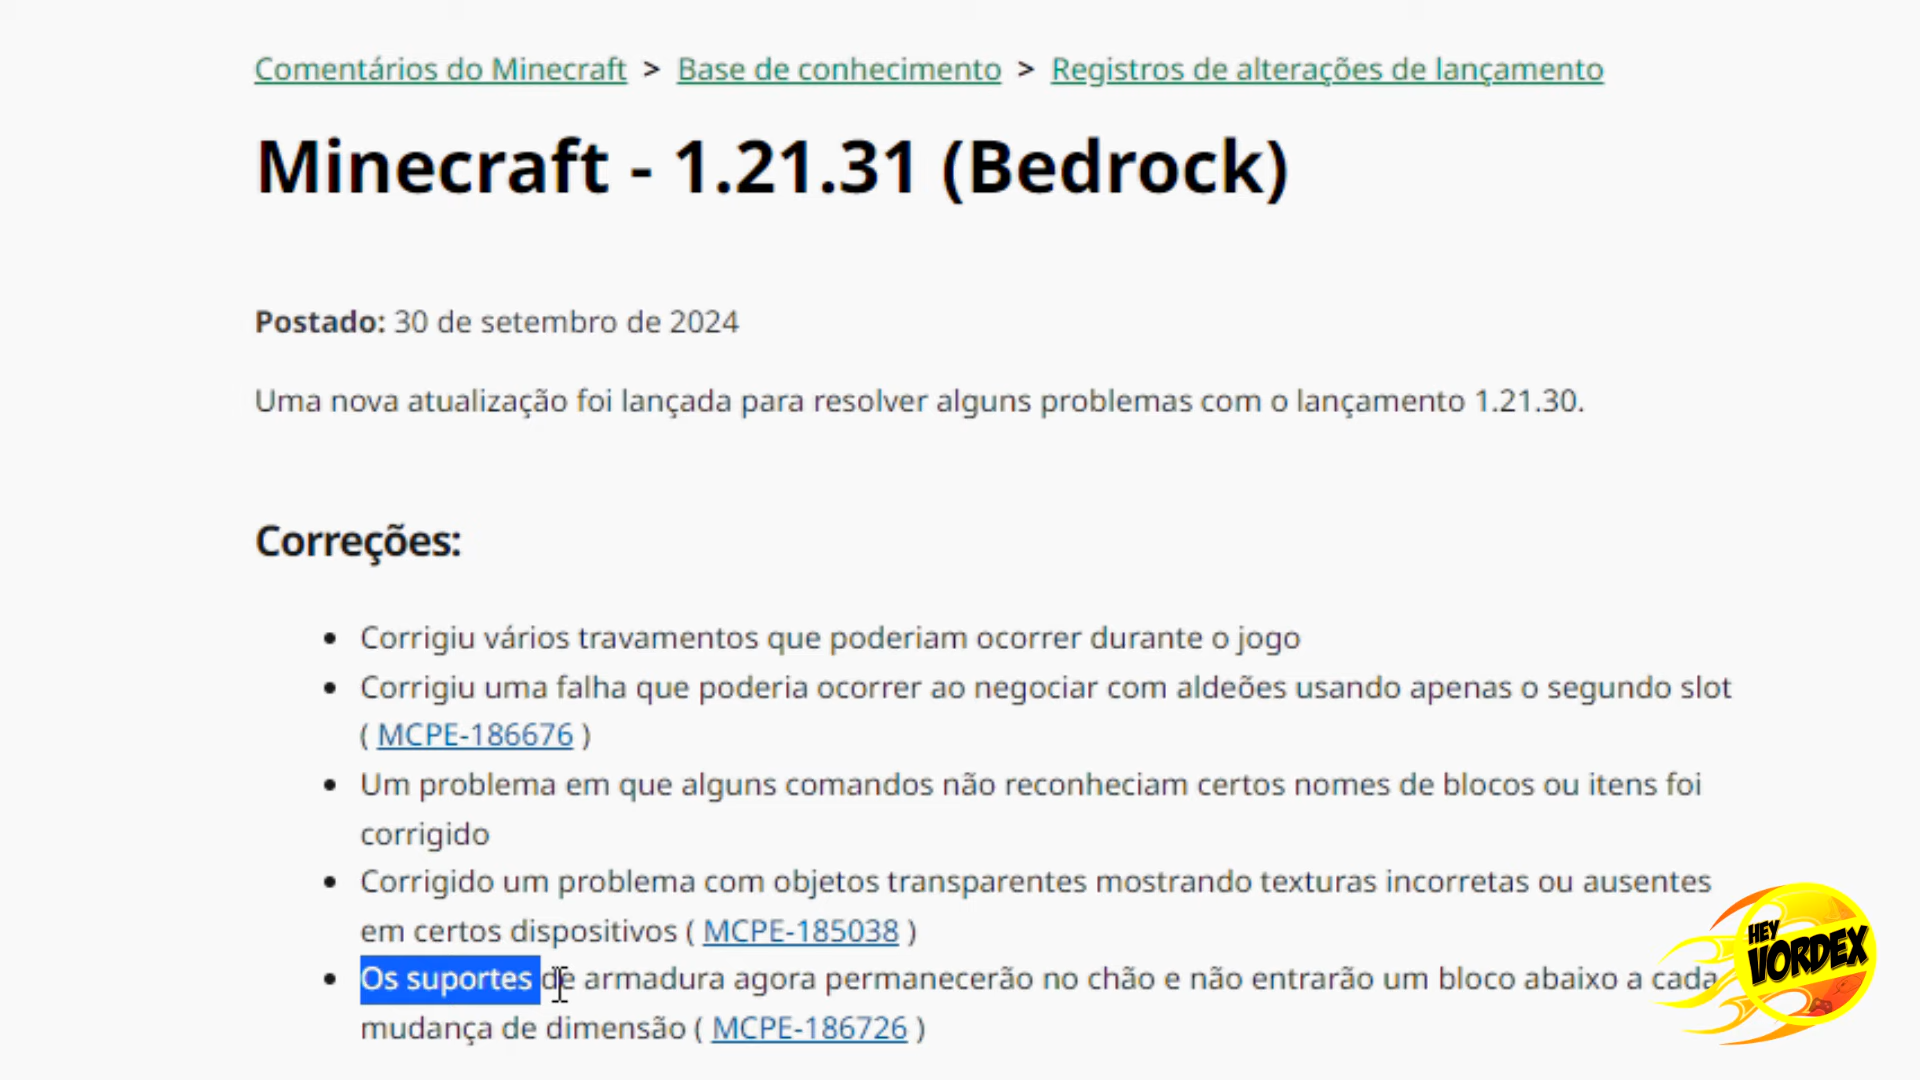 Comentários do Minecraft > Base de conhecimento > Registros de alterações de lançamento
Minecraft - 1.21.31 (Bedrock)
Postado: 30 de setembro de 2024
Uma nova atualização foi lançada para resolver alguns problemas com o lançamento 1.21.30.
Correções:
• Corrigiu vários travamentos que poderiam ocorrer durante o jogo
• Corrigiu uma falha que poderia ocorrer ao negociar com aldeões usando apenas o segundo slot
( MCPE-186676 )
• Um problema em que alguns comandos não reconheciam certos nomes de blocos ou itens foi
corrigido
• Corrigido um problema com objetos transparentes mostrando texturas incorretas ou ausentes
em certos dispositivos ( MCPE-185038 )
• Os suportes de armadura agora permanecerão no chão e não entrarão um bloco abaixo a cada
mudança de dimensão ( MCPE-186726 )
HEY
VORDEX